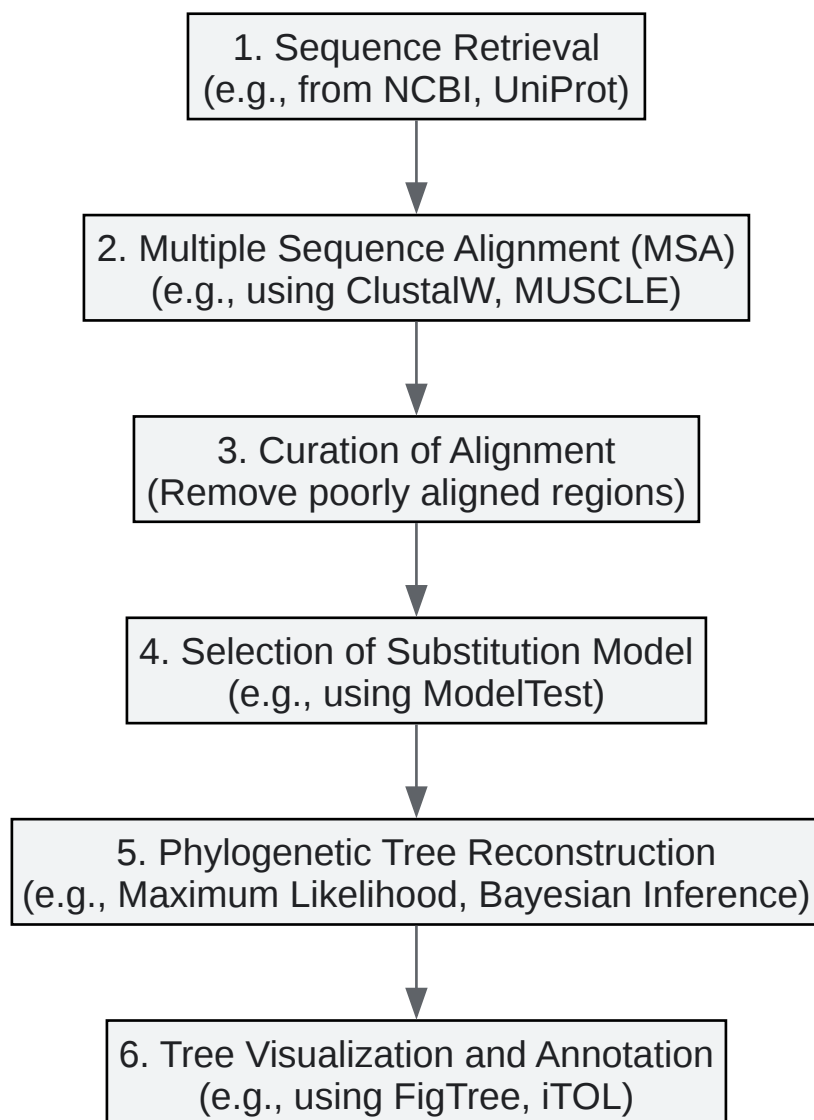 1. Sequence Retrieval
(e.g., from NCBI, UniProt)
2. Multiple Sequence Alignment (MSA)
(e.g., using ClustalW, MUSCLE)
3. Curation of Alignment
(Remove poorly aligned regions)
4. Selection of Substitution Model
(e.g., using ModelTest)
5. Phylogenetic Tree Reconstruction
(e.g., Maximum Likelihood, Bayesian Inference)
6. Tree Visualization and Annotation
(e.g., using FigTree, iTOL)